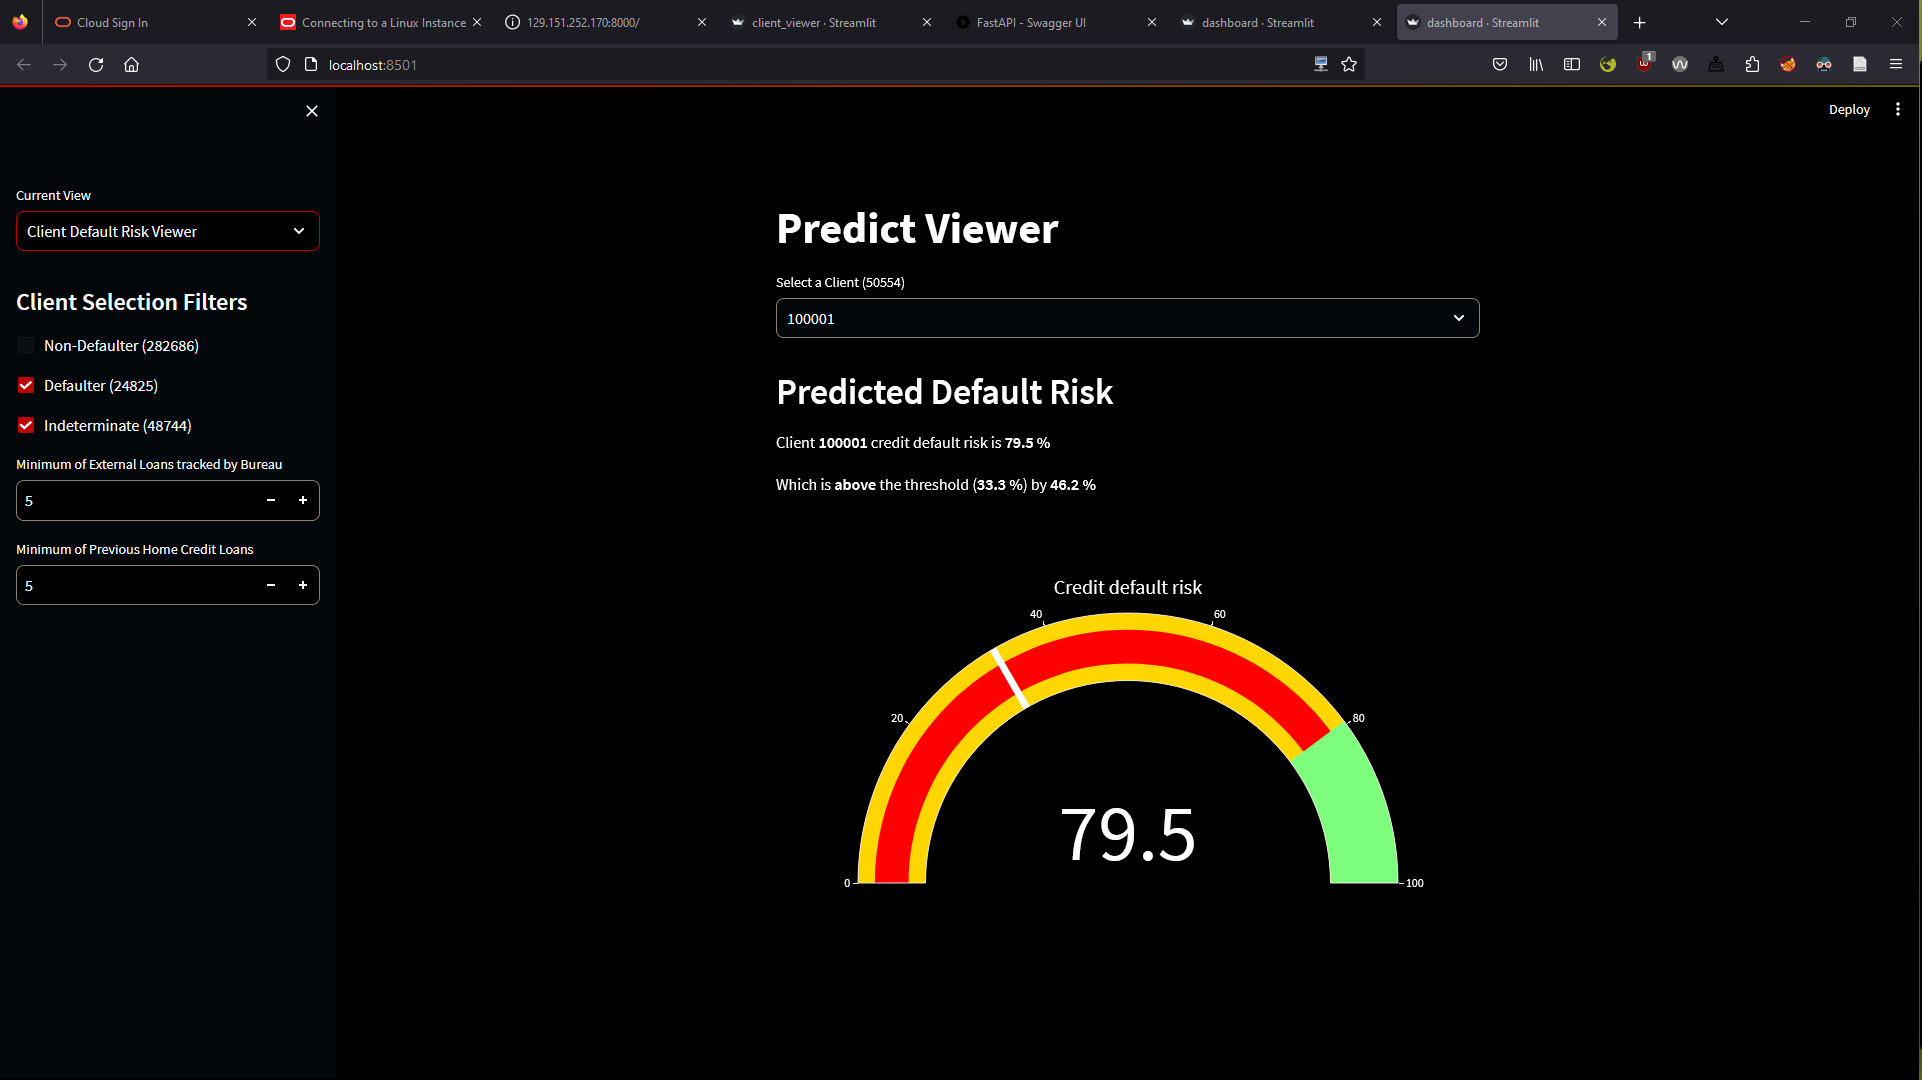 Cloud Sign In
Connecting to a Linux Instance
129.151.252.170:8000/
client_viewer · Streamlit
FastAPI - Swagger UI
dashboard · Streamlit
dashboard · Streamlit
localhost:8501
1
Deploy
Current View
Client Default Risk Viewer
Client Selection Filters
Non-Defaulter (282686)
Defaulter (24825)
Indeterminate (48744)
Minimum of External Loans tracked by Bureau
5
Minimum of Previous Home Credit Loans
5
Predict Viewer
Select a Client (50554)
100001
Predicted Default Risk
Client 100001 credit default risk is 79.5 %
Which is above the threshold (33.3 %) by 46.2 %
Credit default risk
0
20
40
60
80
100
79.5